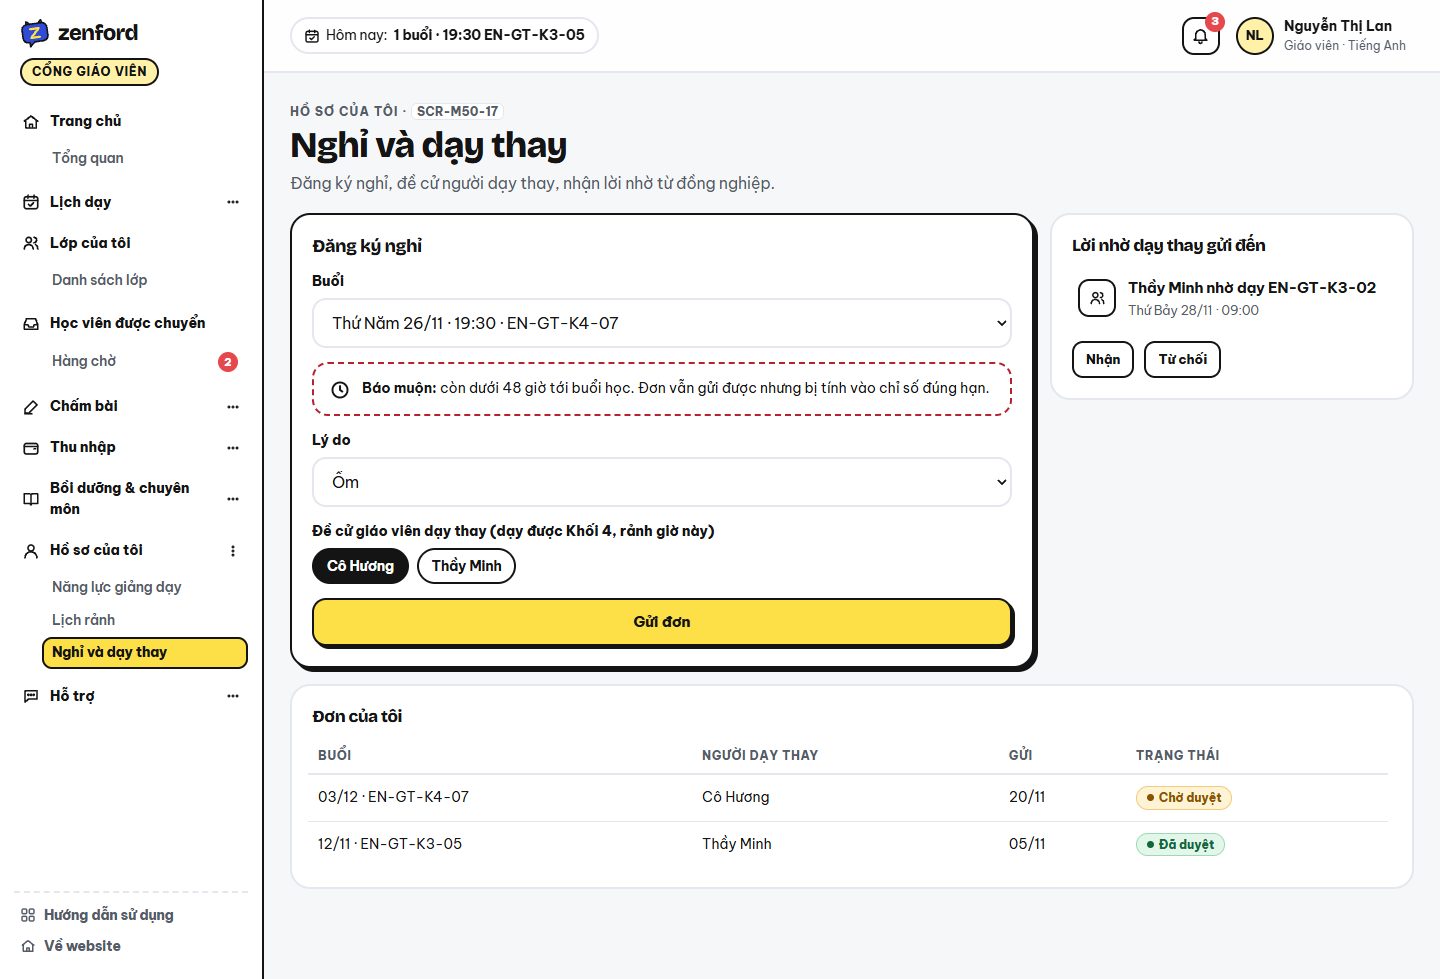 zenford
CỔNG GIÁO VIÊN
Trang chủ
Tổng quan
Lịch dạy
Lớp của tôi
Danh sách lớp
Học viên được chuyển
Hàng chờ 2
Chấm bài
Thu nhập
Bồi dưỡng & chuyên
môn
Hồ sơ của tôi
Năng lực giảng dạy
Lịch rảnh
Nghỉ và dạy thay
Hỗ trợ
Hướng dẫn sử dụng
Về website
Hôm nay: 1 buổi · 19:30 EN-GT-K3-05
3
NL
Nguyễn Thị Lan
Giáo viên · Tiếng Anh
HỒ SƠ CỦA TÔI · SCR-M50-17
Nghỉ và dạy thay
Đăng ký nghỉ, đề cử người dạy thay, nhận lời nhờ từ đồng nghiệp.
Đăng ký nghỉ
Buổi
Thứ Năm 26/11 · 19:30 · EN-GT-K4-07
Báo muộn: còn dưới 48 giờ tới buổi học. Đơn vẫn gửi được nhưng bị tính vào chỉ số đúng hạn.
Lý do
Ốm
Đề cử giáo viên dạy thay (dạy được Khối 4, rảnh giờ này)
Cô Hương Thầy Minh
Gửi đơn
Lời nhờ dạy thay gửi đến
Thầy Minh nhờ dạy EN-GT-K3-02
Thứ Bảy 28/11 · 09:00
Nhận Từ chối
Đơn của tôi
BUỔI NGƯỜI DẠY THAY GỬI TRẠNG THÁI
03/12 · EN-GT-K4-07 Cô Hương 20/11 Chờ duyệt
12/11 · EN-GT-K3-05 Thầy Minh 05/11 Đã duyệt